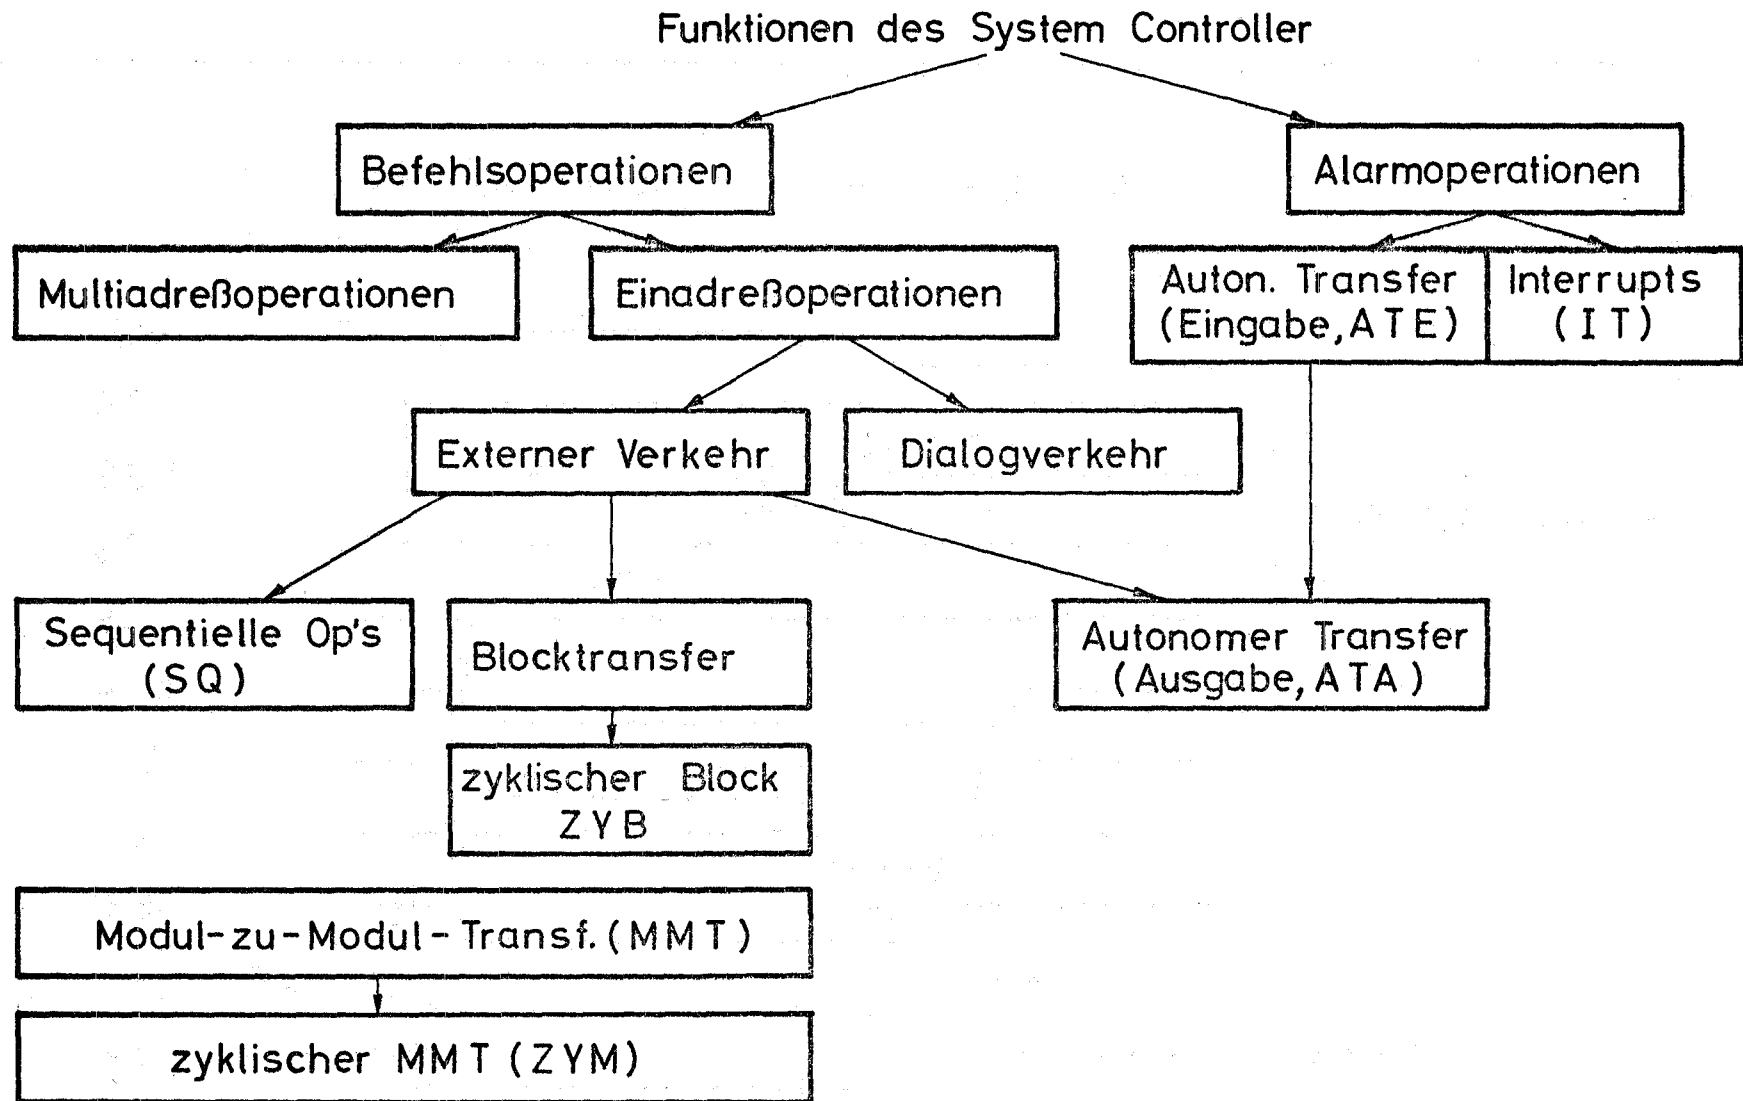 Funktionen des System Controller
Befehlsoperationen
Alarmoperationen
Multiadreßoperationen
Einadreßoperationen
Auton. Transfer
(Eingabe, ATE)
Interrupts
(IT)
Externer Verkehr
Dialogverkehr
Sequentielle Op's
(SQ)
Blocktransfer
Autonomer Transfer
(Ausgabe, ATA)
zyklischer Block
ZYB
Modul-zu-Modul-Transf. (MMT)
zyklischer MMT (ZYM)